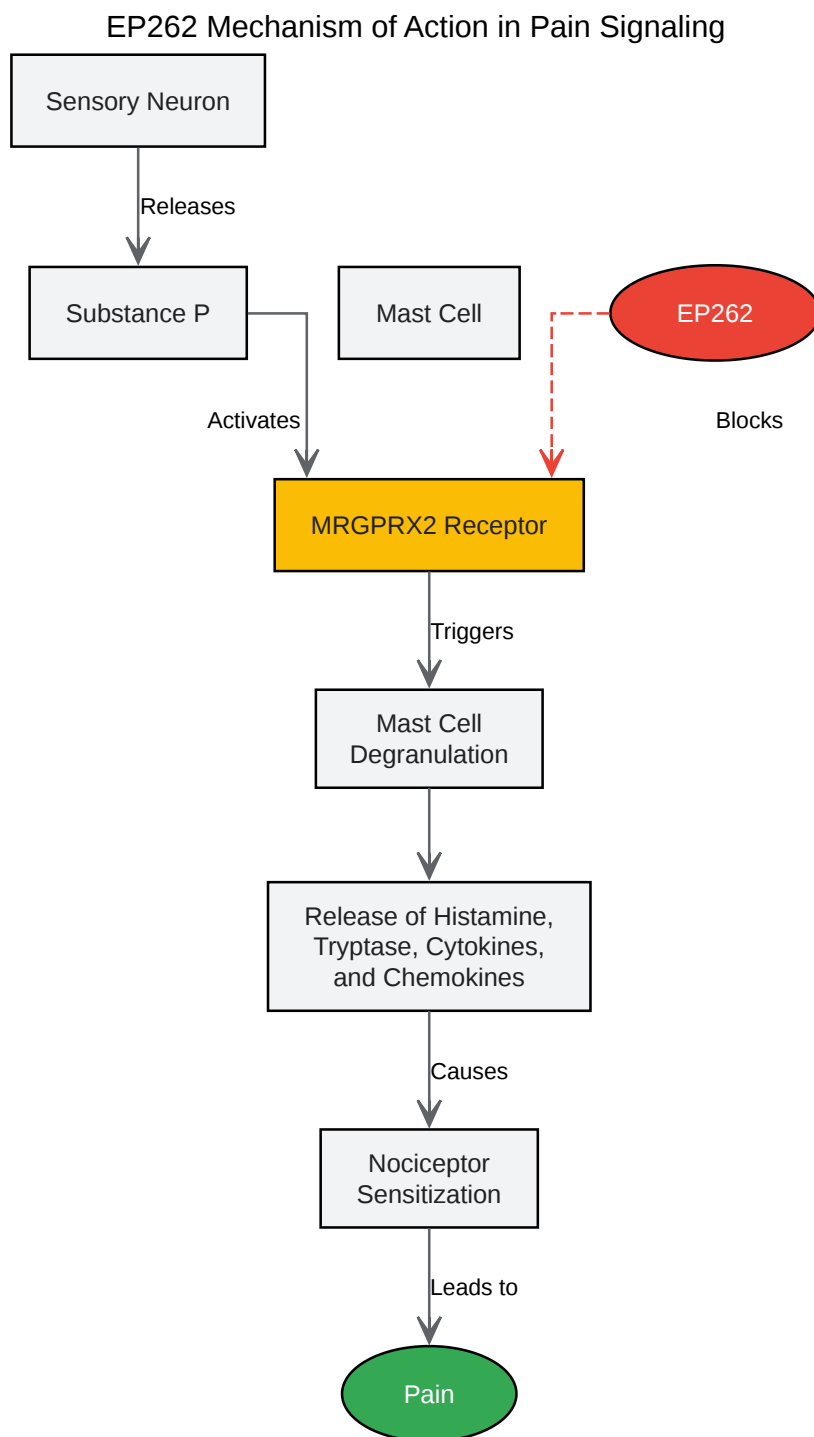 EP262 Mechanism of Action in Pain Signaling
Sensory Neuron
Releases
Substance P
Mast Cell
EP262
Activates
Blocks
MRGPRX2 Receptor
Triggers
Mast Cell
Degranulation
Release of Histamine,
Tryptase, Cytokines,
and Chemokines
Causes
Nociceptor
Sensitization
Leads to
Pain